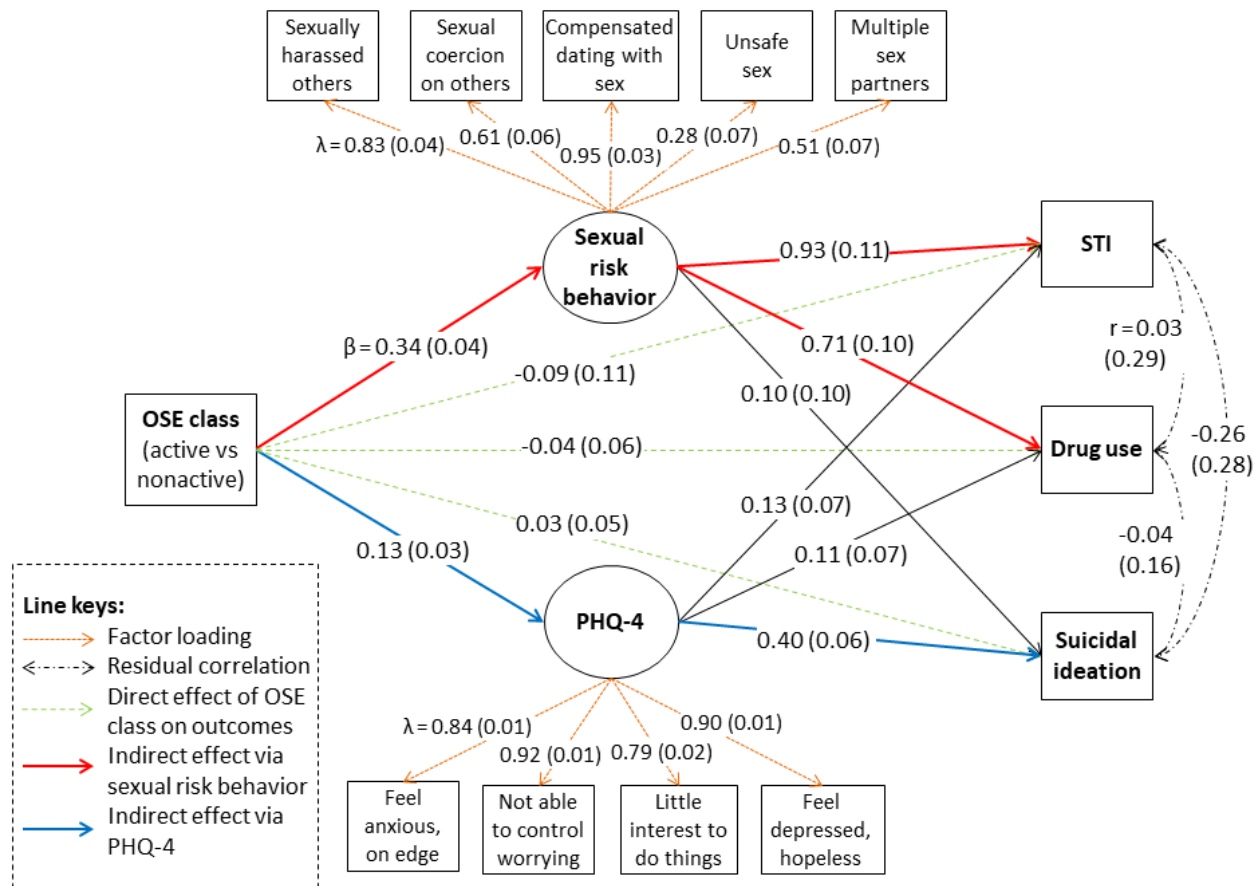 Sexually
harassed
others
Sexual
coercion
on others
Compensated
dating with
sex
Unsafe
sex
Multiple
sex
partners
λ = 0.83 (0.04)
0.61 (0.06)
0.95 (0.03)
0.28 (0.07)
0.51 (0.07)
Sexual
risk
behavior
STI
0.93 (0.11)
β = 0.34 (0.04)
0.71 (0.10)
r = 0.03
(0.29)
-0.09 (0.11)
0.10 (0.10)
OSE class
(active vs
nonactive)
-0.04 (0.06)
Drug use
-0.26
(0.28)
0.03 (0.05)
0.13 (0.07)
0.13 (0.03)
0.11 (0.07)
-0.04
(0.16)
PHQ-4
0.40 (0.06)
Suicidal
ideation
λ = 0.84 (0.01)
0.92 (0.01)
0.79 (0.02)
0.90 (0.01)
Feel
anxious,
on edge
Not able
to control
worrying
Little
interest to
do things
Feel
depressed,
hopeless
Line keys:
Factor loading
Residual correlation
Direct effect of OSE
class on outcomes
Indirect effect via
sexual risk behavior
Indirect effect via
PHQ-4